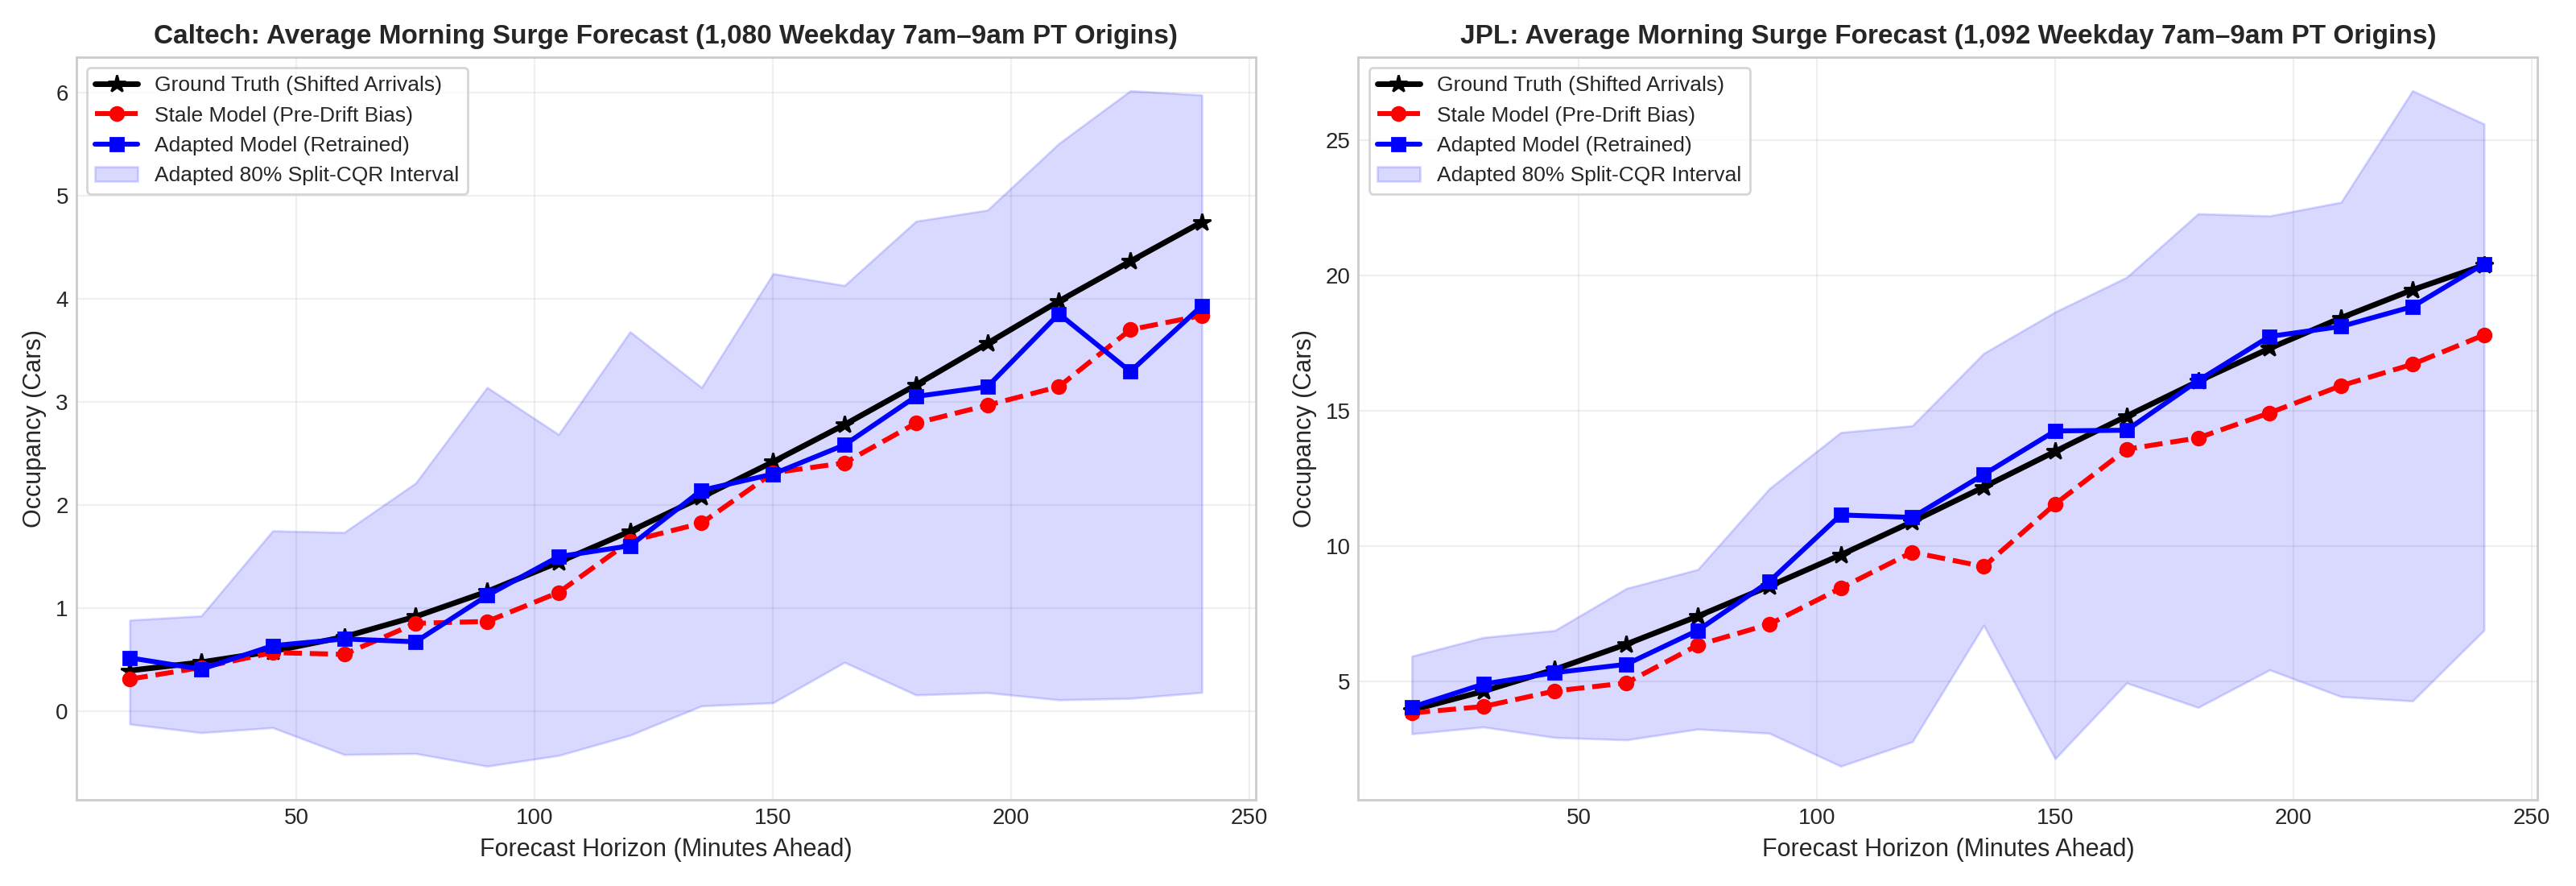 Caltech: Average Morning Surge Forecast (1,080 Weekday 7am–9am PT Origins)
Ground Truth (Shifted Arrivals)
Stale Model (Pre-Drift Bias)
Adapted Model (Retrained)
Adapted 80% Split-CQR Interval
6
5
4
3
2
1
0
Occupancy (Cars)
50
100
150
200
250
Forecast Horizon (Minutes Ahead)
JPL: Average Morning Surge Forecast (1,092 Weekday 7am–9am PT Origins)
Ground Truth (Shifted Arrivals)
Stale Model (Pre-Drift Bias)
Adapted Model (Retrained)
Adapted 80% Split-CQR Interval
25
20
15
10
5
Occupancy (Cars)
50
100
150
200
250
Forecast Horizon (Minutes Ahead)